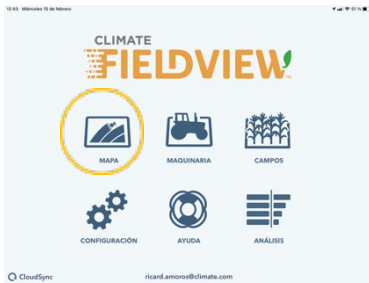 12:43 Miércoles 15 de febrero
51 %
CLIMATE
FIELDVIEW
MAPA MAQUINARIA CAMPOS
CONFIGURACIÓN AYUDA ANÁLISIS
CloudSync ricard.amoros@climate.com